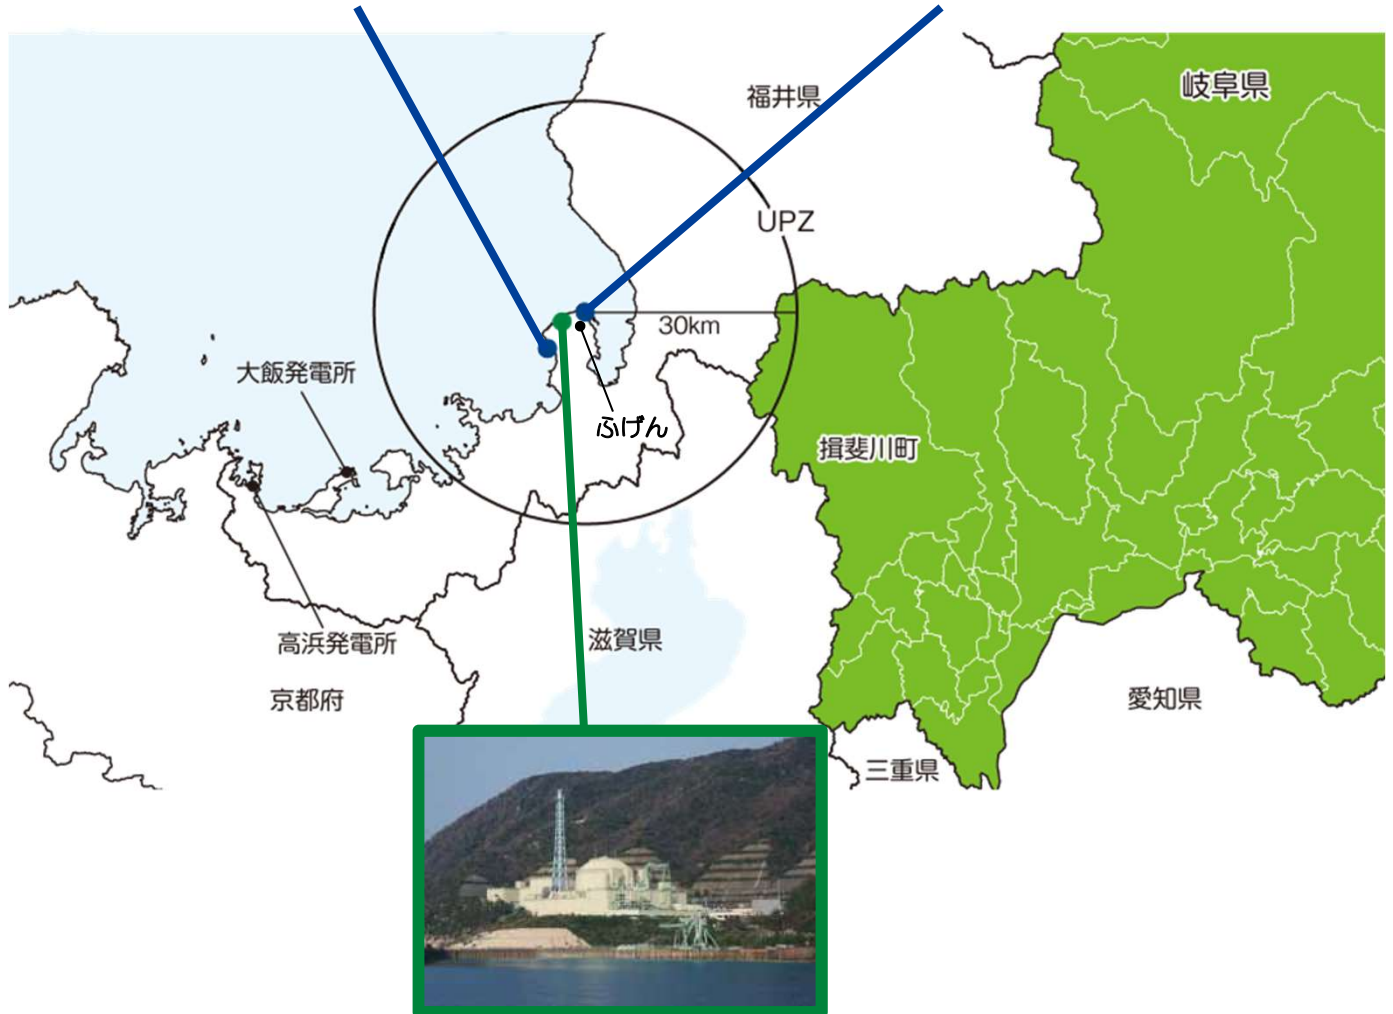 岐阜県
福井県
UPZ
30km
大飯発電所
ふげん
揖斐川町
高浜発電所
滋賀県
京都府
愛知県
三重県